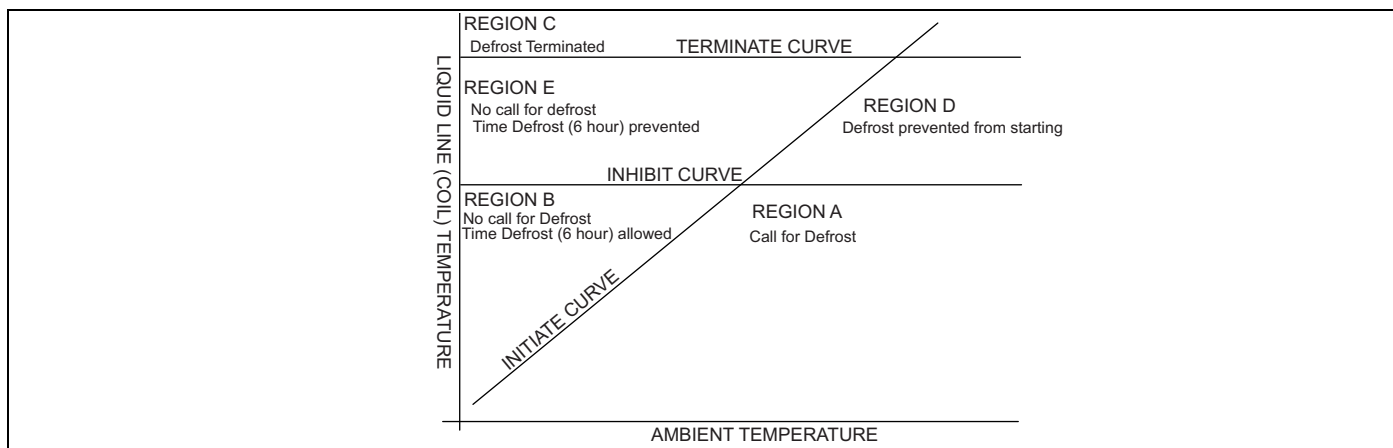 REGION C
Defrost Terminated
TERMINATE CURVE
LIQUID LINE (COIL) TEMPERATURE
REGION E
No call for defrost
Time Defrost (6 hour) prevented
REGION D
Defrost prevented from starting
INHIBIT CURVE
REGION B
No call for Defrost
Time Defrost (6 hour) allowed
REGION A
Call for Defrost
INITIATE CURVE
AMBIENT TEMPERATURE